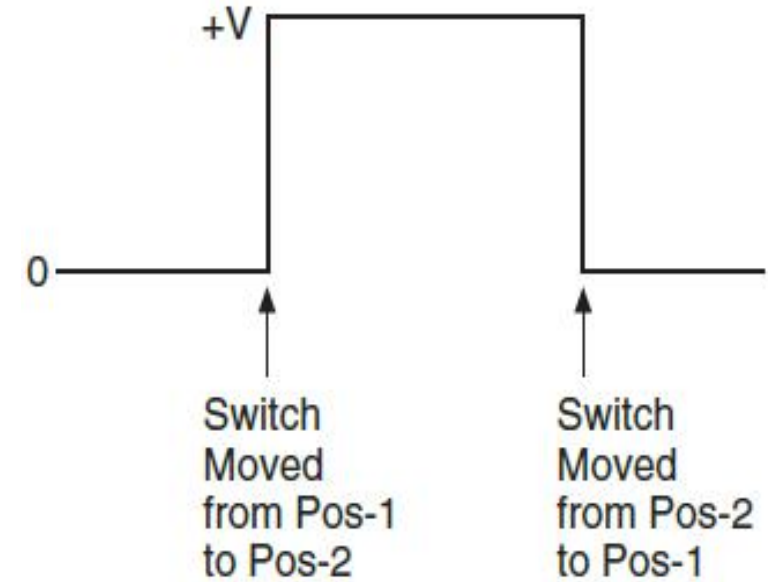 +V
0
Switch
Moved
from Pos-1
to Pos-2
Switch
Moved
from Pos-2
to Pos-1